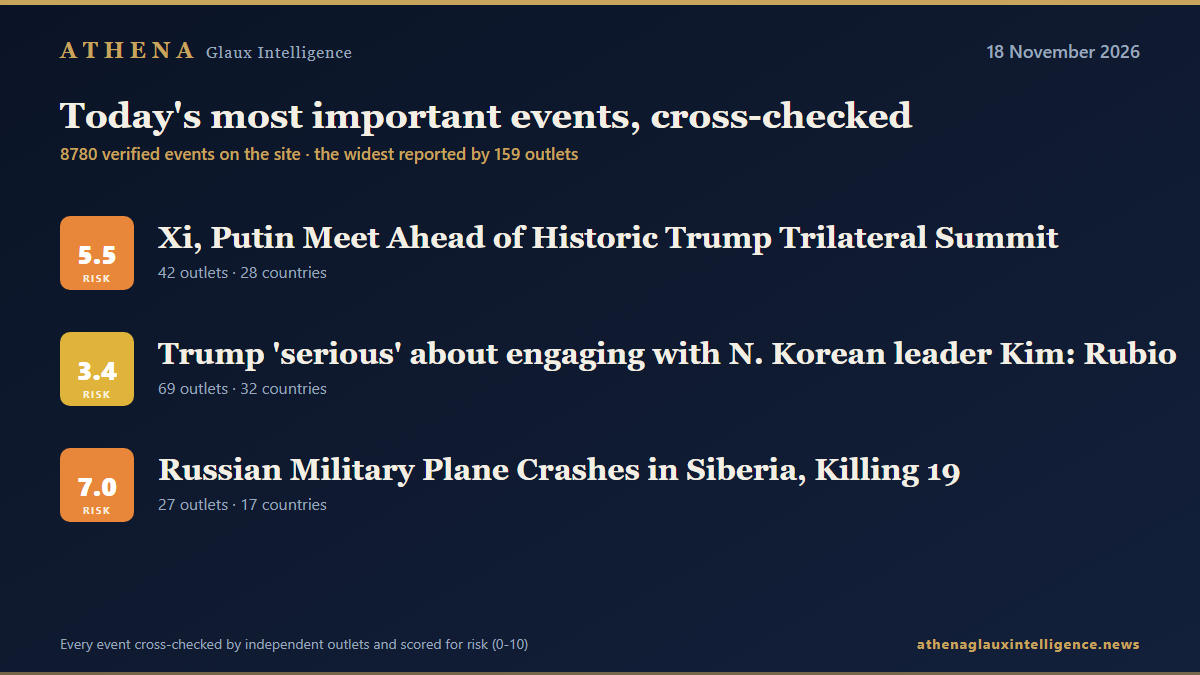 ATHENA Glaux Intelligence
18 November 2026
Today's most important events, cross-checked
8780 verified events on the site · the widest reported by 159 outlets
5.5
RISK
Xi, Putin Meet Ahead of Historic Trump Trilateral Summit
42 outlets · 28 countries
3.4
RISK
Trump 'serious' about engaging with N. Korean leader Kim: Rubio
69 outlets · 32 countries
7.0
RISK
Russian Military Plane Crashes in Siberia, Killing 19
27 outlets · 17 countries
Every event cross-checked by independent outlets and scored for risk (0-10)
athenaglauxintelligence.news